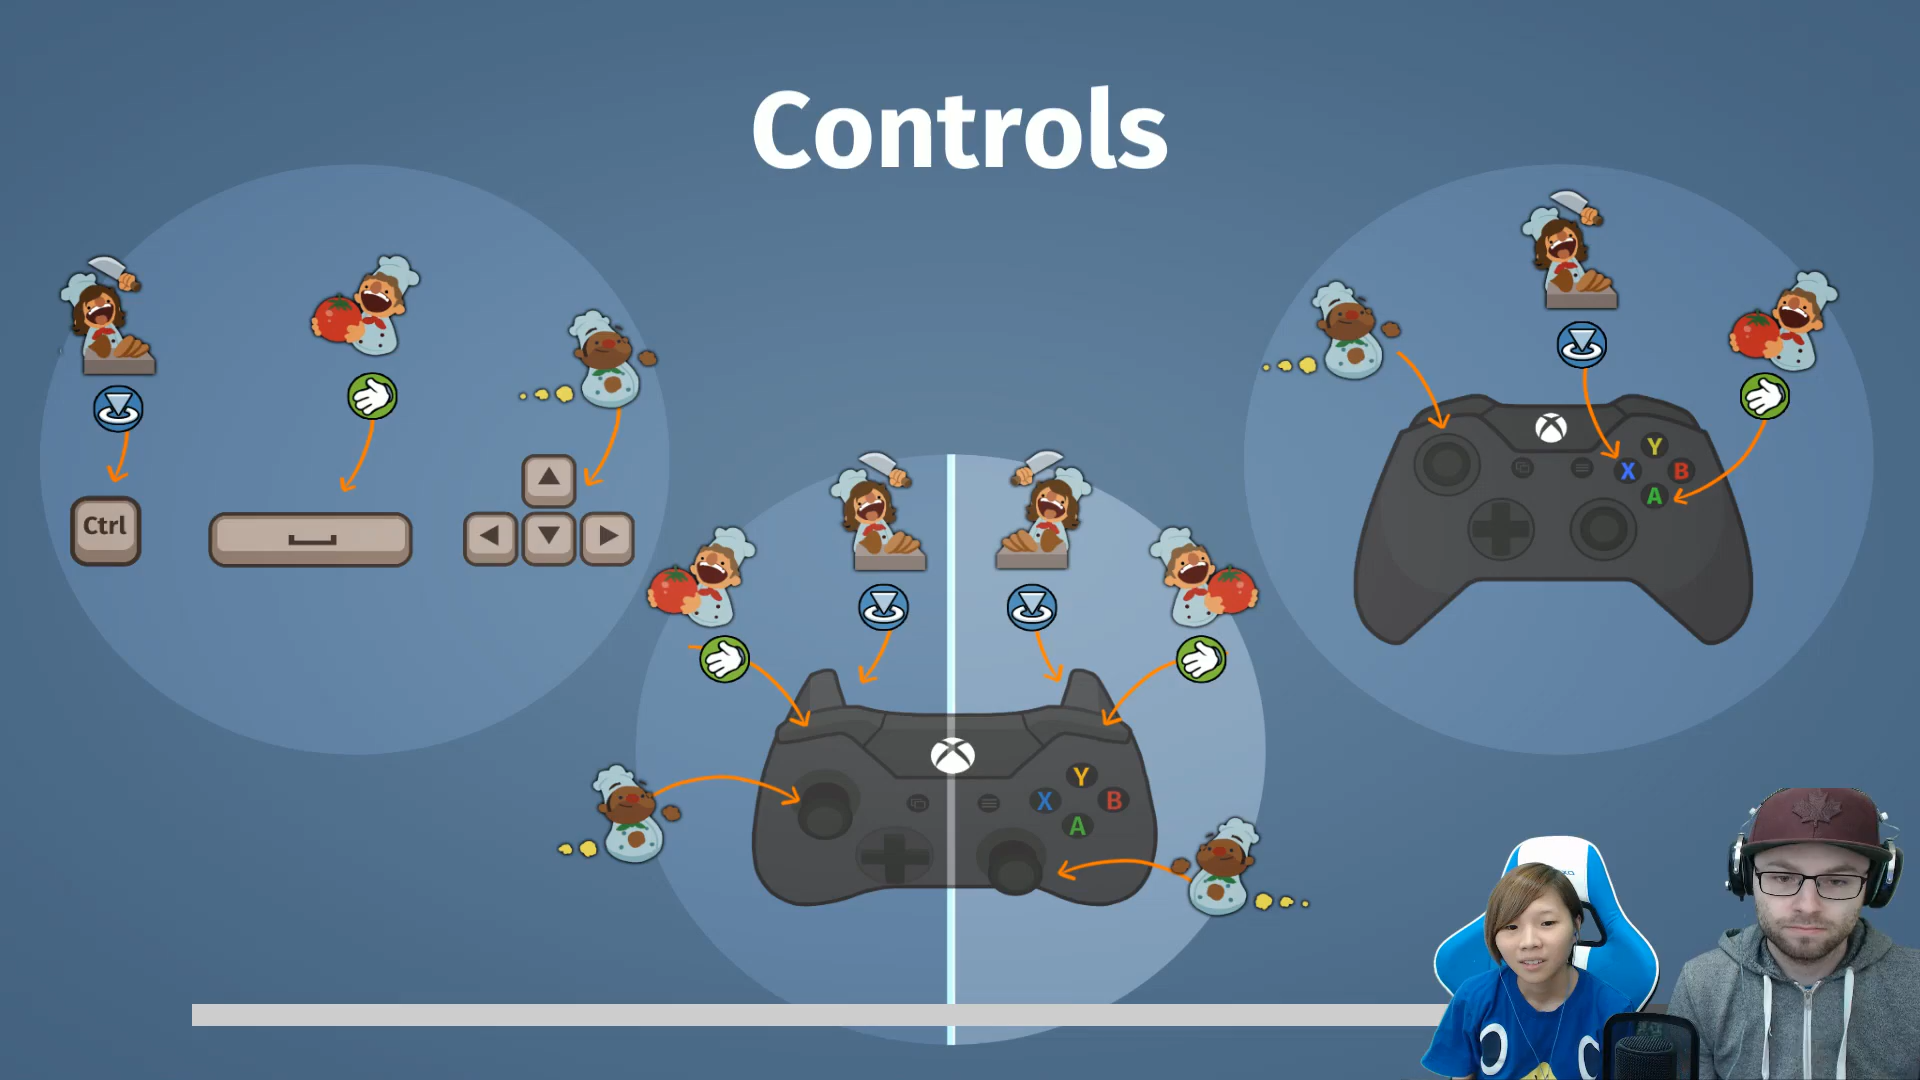 Controls
Ctrl
Y
X B
A
Y
X B
A